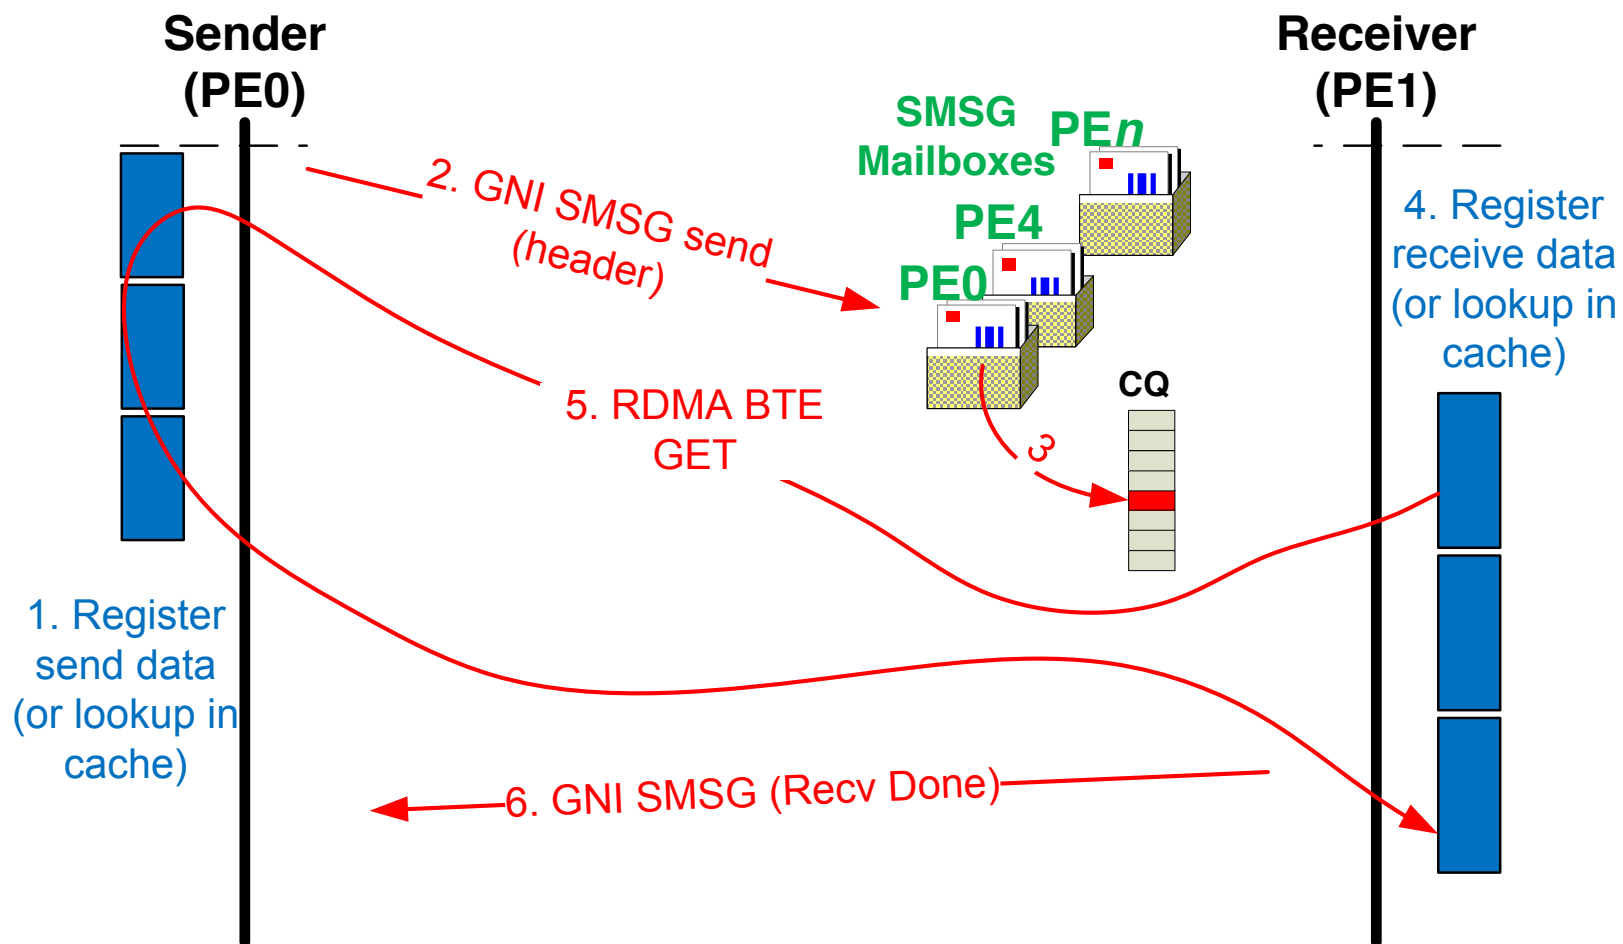 Sender
(PE0)
Receiver
(PE1)
SMSG
Mailboxes
PEn
PE4
PE0
2. GNI SMSG send
(header)
4. Register
receive data
(or lookup in
cache)
CQ
3
5. RDMA BTE
GET
1. Register
send data
(or lookup in
cache)
6. GNI SMSG (Recv Done)